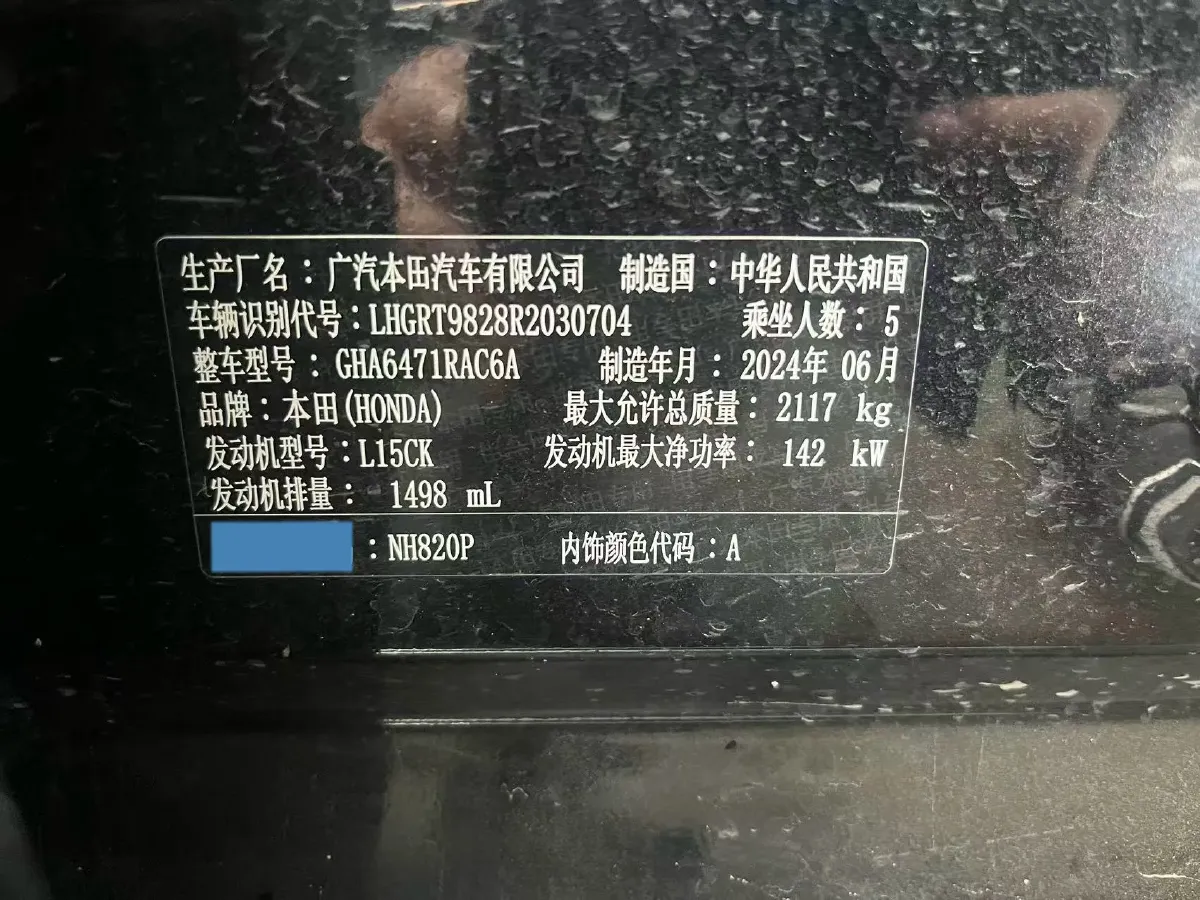 生产厂名：广汽本田汽车有限公司 制造国：中华人民共和国
车辆识别代号：LHGRT9828R2030704 乘坐人数：5
整车型号：GHA6471RAC6A 制造年月：2024年 06月
品牌：本田(HONDA) 最大允许总质量：2117 kg
发动机型号：L15CK 发动机最大净功率：142 kW
发动机排量：1498 mL
：NH820P 内饰颜色代码：A